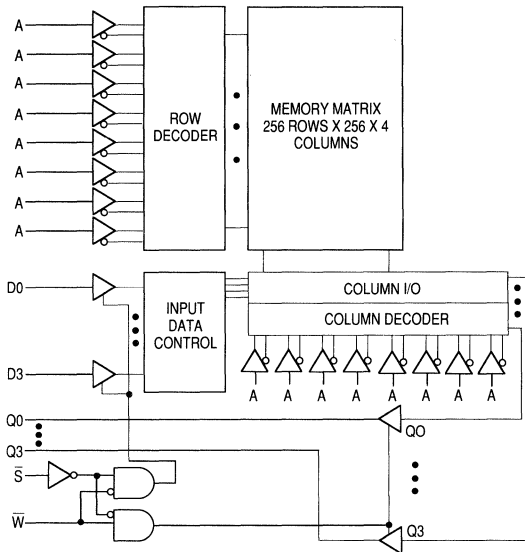 A
A
A
A
A
A
A
A
ROW
DECODER
MEMORY MATRIX
256 ROWS X 256 X 4
COLUMNS
D0
D3
INPUT
DATA
CONTROL
COLUMN I/O
COLUMN DECODER
A A A A A A A A
Q0
QO
Q3
S̅
W̅
Q3